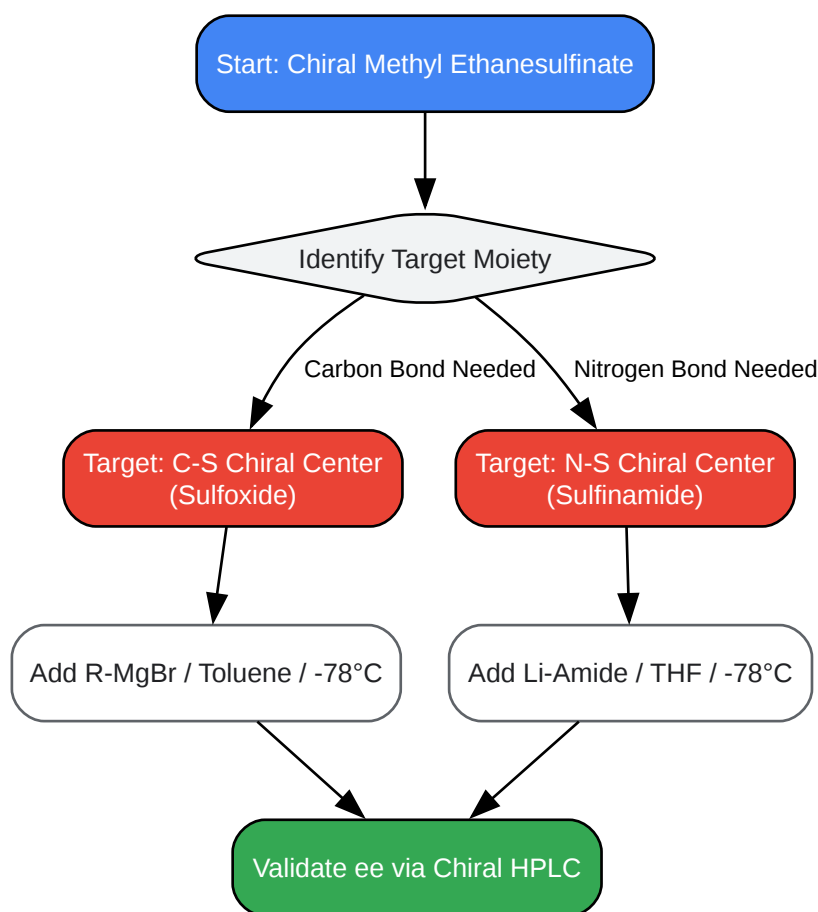 Start: Chiral Methyl Ethanesulfinate
Identify Target Moiety
Carbon Bond Needed
Nitrogen Bond Needed
Target: C-S Chiral Center
(Sulfoxide)
Target: N-S Chiral Center
(Sulfinamide)
Add R-MgBr / Toluene / -78°C
Add Li-Amide / THF / -78°C
Validate ee via Chiral HPLC